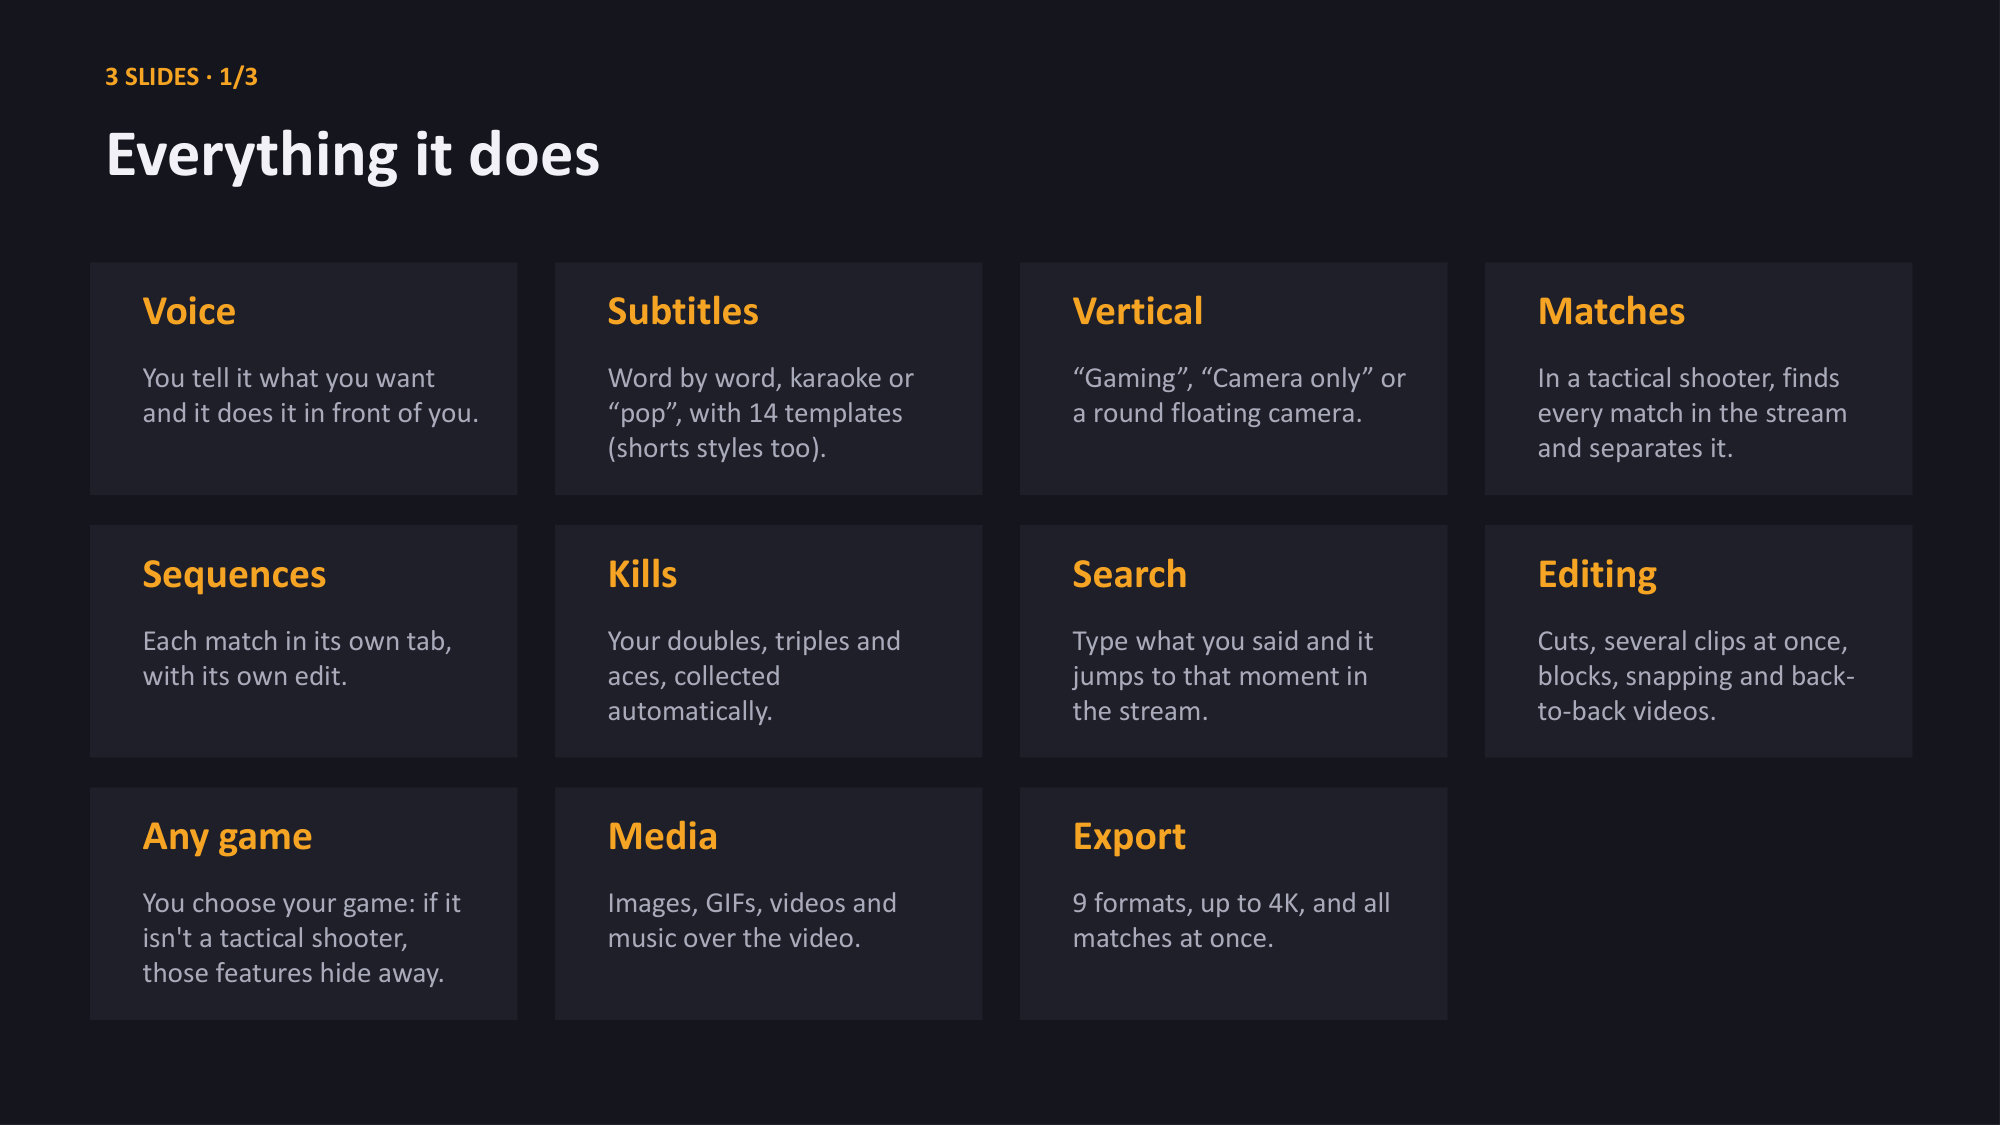 3 SLIDES · 1/3
Everything it does
Voice
You tell it what you want
and it does it in front of you.
Subtitles
Word by word, karaoke or
“pop”, with 14 templates
(shorts styles too).
Vertical
“Gaming”, “Camera only” or
a round floating camera.
Matches
In a tactical shooter, finds
every match in the stream
and separates it.
Sequences
Each match in its own tab,
with its own edit.
Kills
Your doubles, triples and
aces, collected
automatically.
Search
Type what you said and it
jumps to that moment in
the stream.
Editing
Cuts, several clips at once,
blocks, snapping and back-
to-back videos.
Any game
You choose your game: if it
isn't a tactical shooter,
those features hide away.
Media
Images, GIFs, videos and
music over the video.
Export
9 formats, up to 4K, and all
matches at once.